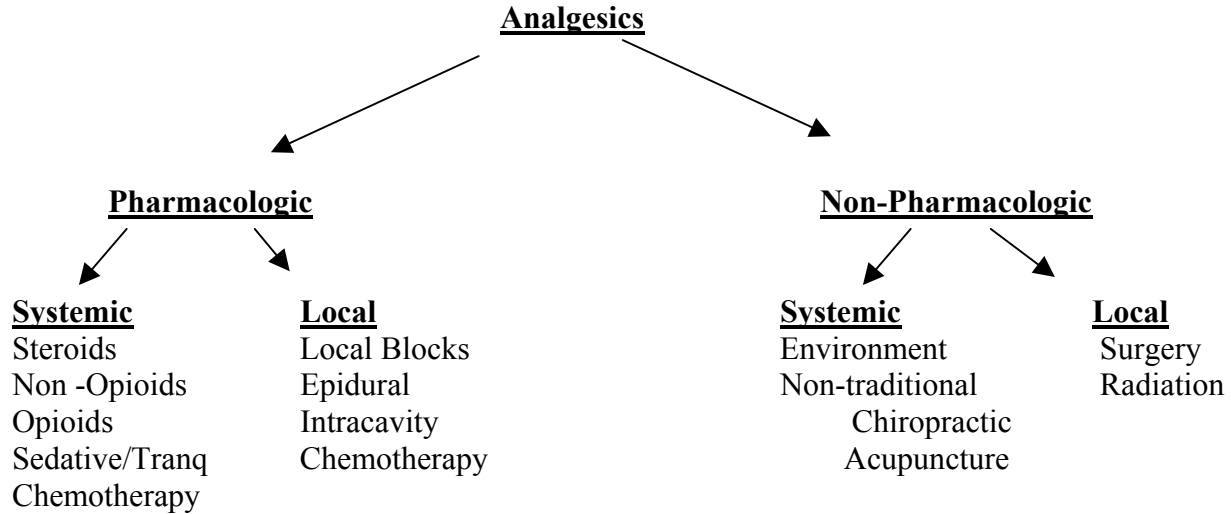 Analgesics
Pharmacologic
Non-Pharmacologic
Systemic
Steroids
Non -Opioids
Opioids
Sedative/Tranq
Chemotherapy
Local
Local Blocks
Epidural
Intracavity
Chemotherapy
Systemic
Environment
Non-traditional
Chiropractic
Acupuncture
Local
Surgery
Radiation